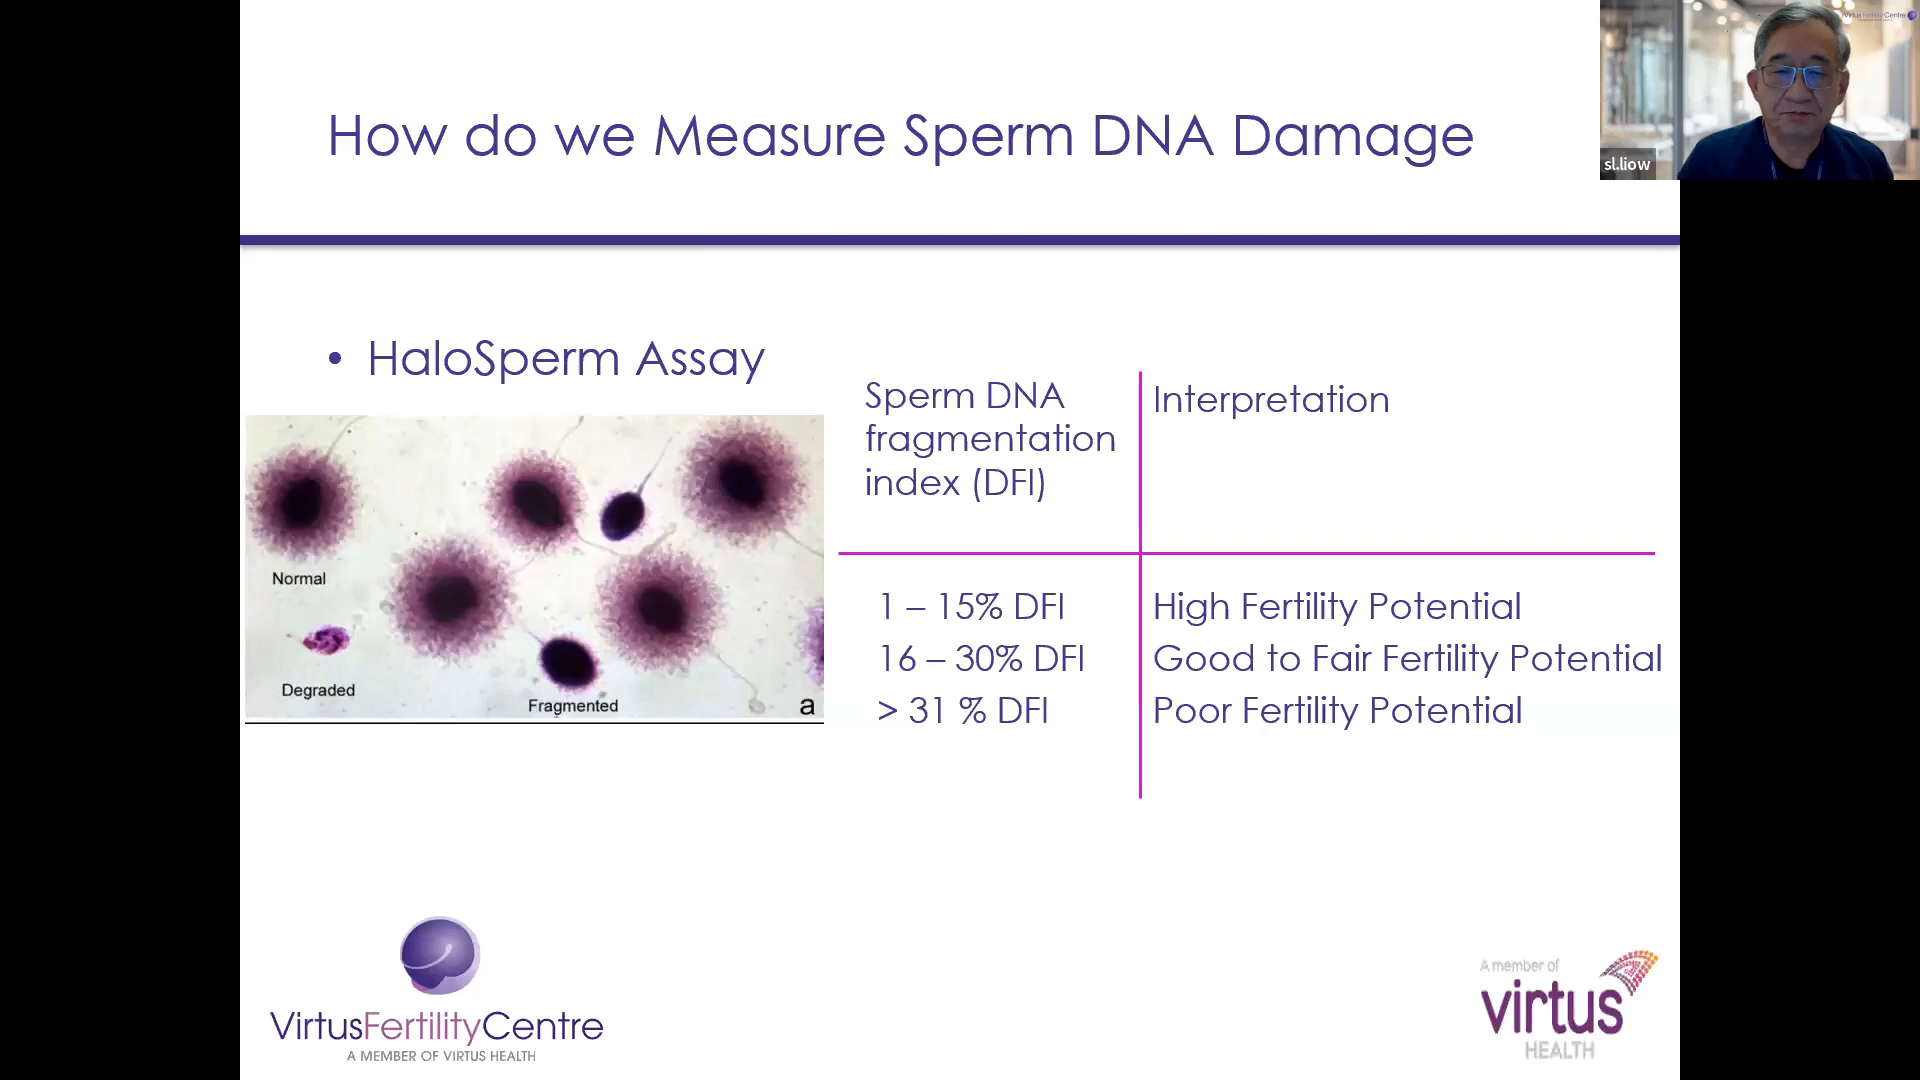 How do we Measure Sperm DNA Damage
VirtusFertilityCentre
sl.liow
• HaloSperm Assay
Sperm DNA
fragmentation
index (DFI)
Interpretation
1 – 15% DFI
High Fertility Potential
16 – 30% DFI
Good to Fair Fertility Potential
> 31 % DFI
Poor Fertility Potential
Normal
Degraded
Fragmented
a
VirtusFertilityCentre
A MEMBER OF VIRTUS HEALTH
A member of
virtus
HEALTH